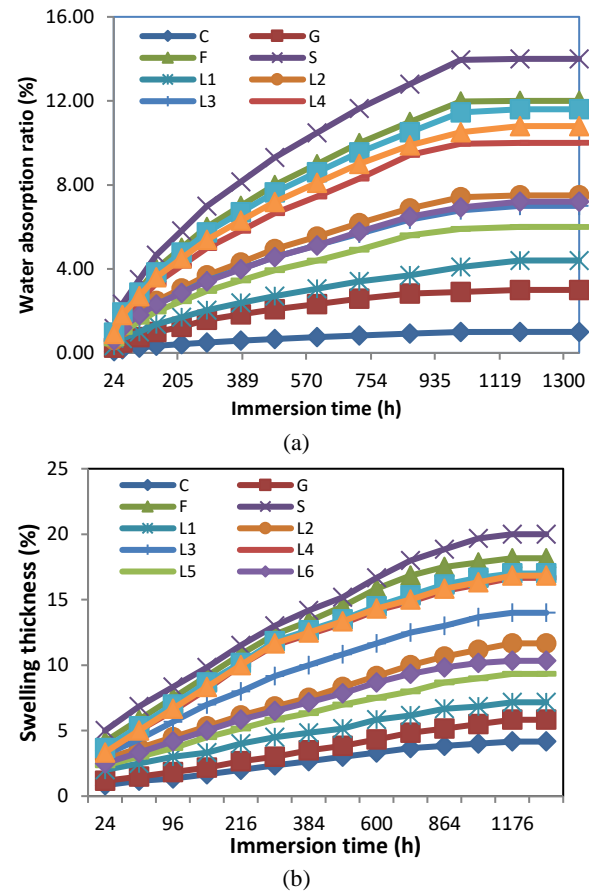 C G
F S
L1 L2
L3 L4
12.00
8.00
4.00
0.00
Water absorption ratio (%)
24 205 389 570 754 935 1119 1300
Immersion time (h)
(a)
25
20
15
10
5
0
Swelling thickness (%)
C G
F S
L1 L2
L3 L4
L5 L6
24 96 216 384 600 864 1176
Immersion time (h)
(b)